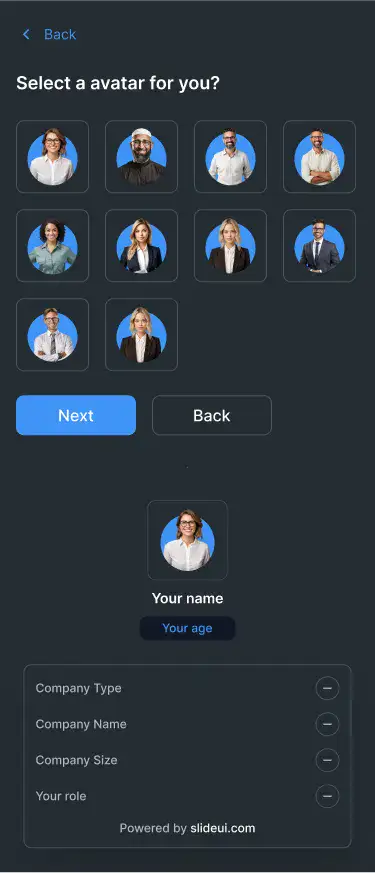 Back
Select a avatar for you?
Next
Back
Your name
Your age
Company Type
Company Name
Company Size
Your role
Powered by slideui.com